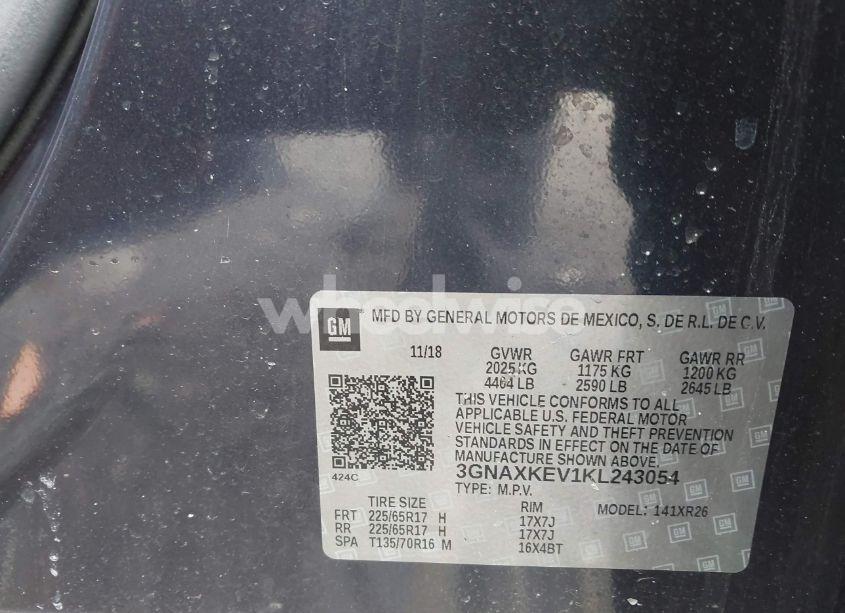 wheelwise
GM MFD BY GENERAL MOTORS DE MEXICO, S. DE R.L. DE C.V.
11/18 GVWR GAWR FRT GAWR RR
2025 KG 1175 KG 1200 KG
4464 LB 2590 LB 2645 LB
THIS VEHICLE CONFORMS TO ALL
APPLICABLE U.S. FEDERAL MOTOR
VEHICLE SAFETY AND THEFT PREVENTION
STANDARDS IN EFFECT ON THE DATE OF
MANUFACTURE SHOWN ABOVE.
424C 3GNAXKEV1KL243054
TYPE: M.P.V. MODEL: 141XR26
TIRE SIZE RIM
FRT 225/65R17 H 17X7J
RR 225/65R17 H 17X7J
SPA T135/70R16 M 16X4BT